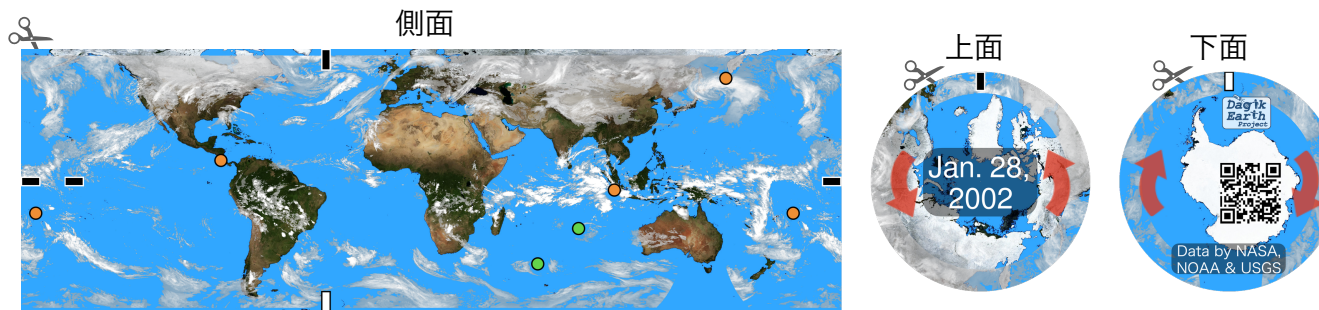 側面
上面
下面
Jan. 28,
2002
Dagik
Earth
Project
Data by NASA,
NOAA & USGS